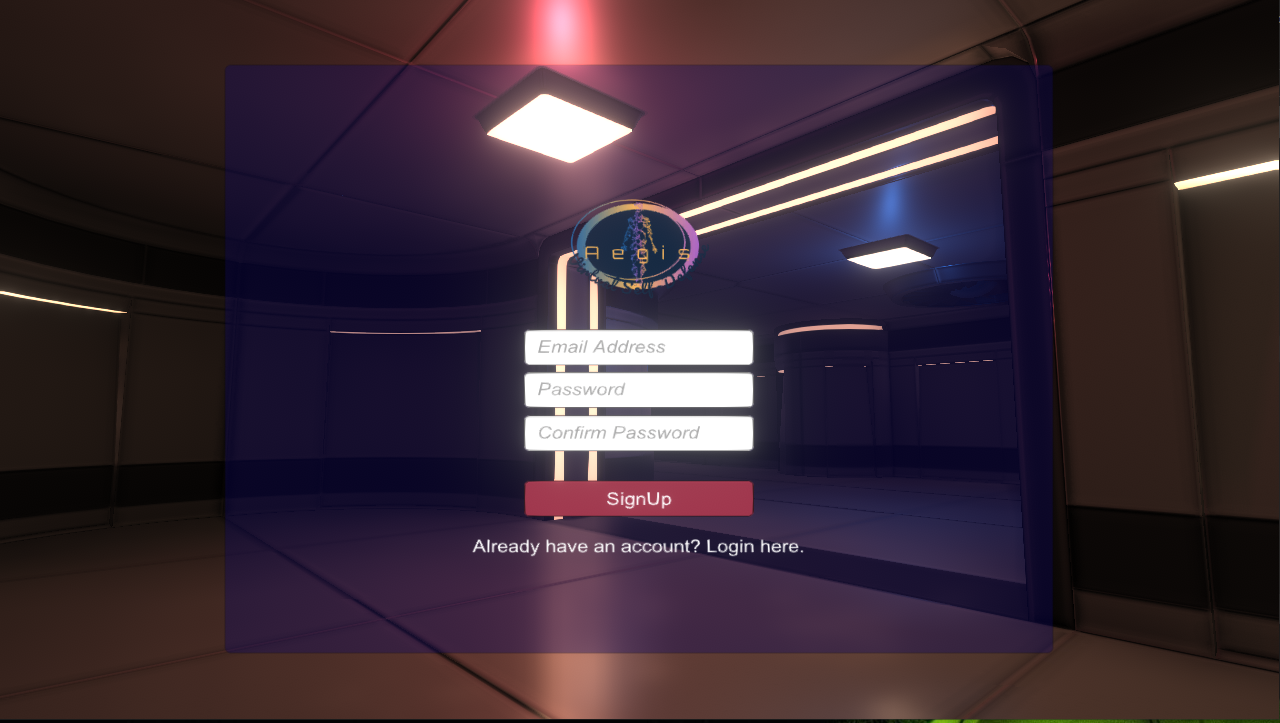 Aegis
Email Address
Password
Confirm Password
SignUp
Already have an account? Login here.